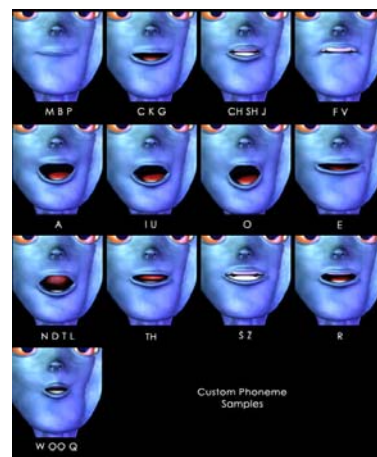 M B P
C K G
CH SH J
F V
A
I U
O
E
N D T L
TH
S Z
R
W OO Q
Custom Phoneme
Samples